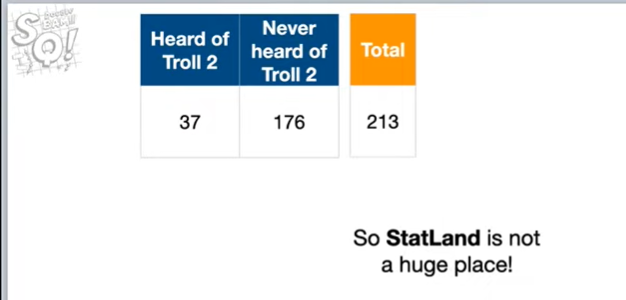 Heard of
Troll 2
Never
heard of
Troll 2
Total
37
176
213
So StatLand is not
a huge place!
SQ!